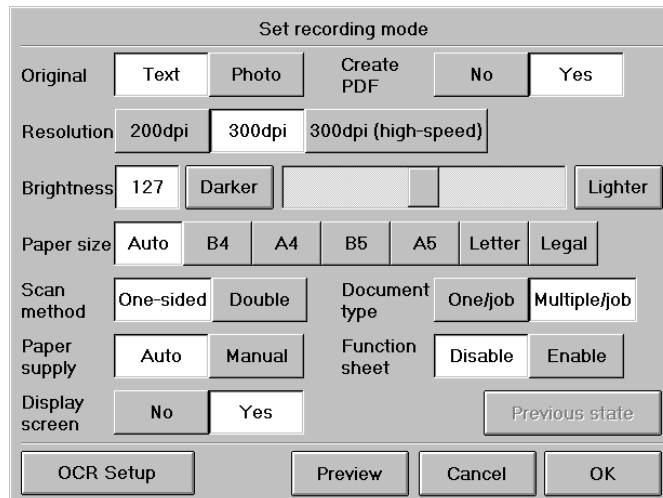 Set recording mode
Original Text Photo Create PDF No Yes
Resolution 200dpi 300dpi 300dpi (high-speed)
Brightness 127 Darker Lighter
Paper size Auto B4 A4 B5 A5 Letter Legal
Scan method One-sided Double Document type One/job Multiple/job
Paper supply Auto Manual Function sheet Disable Enable
Display screen No Yes Previous state
OCR Setup Preview Cancel OK